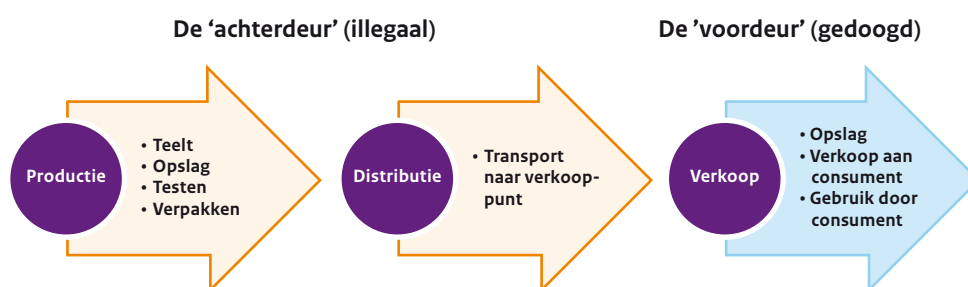 De ‘achterdeur’ (illegaal)
De ’voordeur’ (gedoogd)
Productie
• Teelt
• Opslag
• Testen
• Verpakken
Distributie
• Transport
naar verkoop-
punt
Verkoop
• Opslag
• Verkoop aan
consument
• Gebruik door
consument